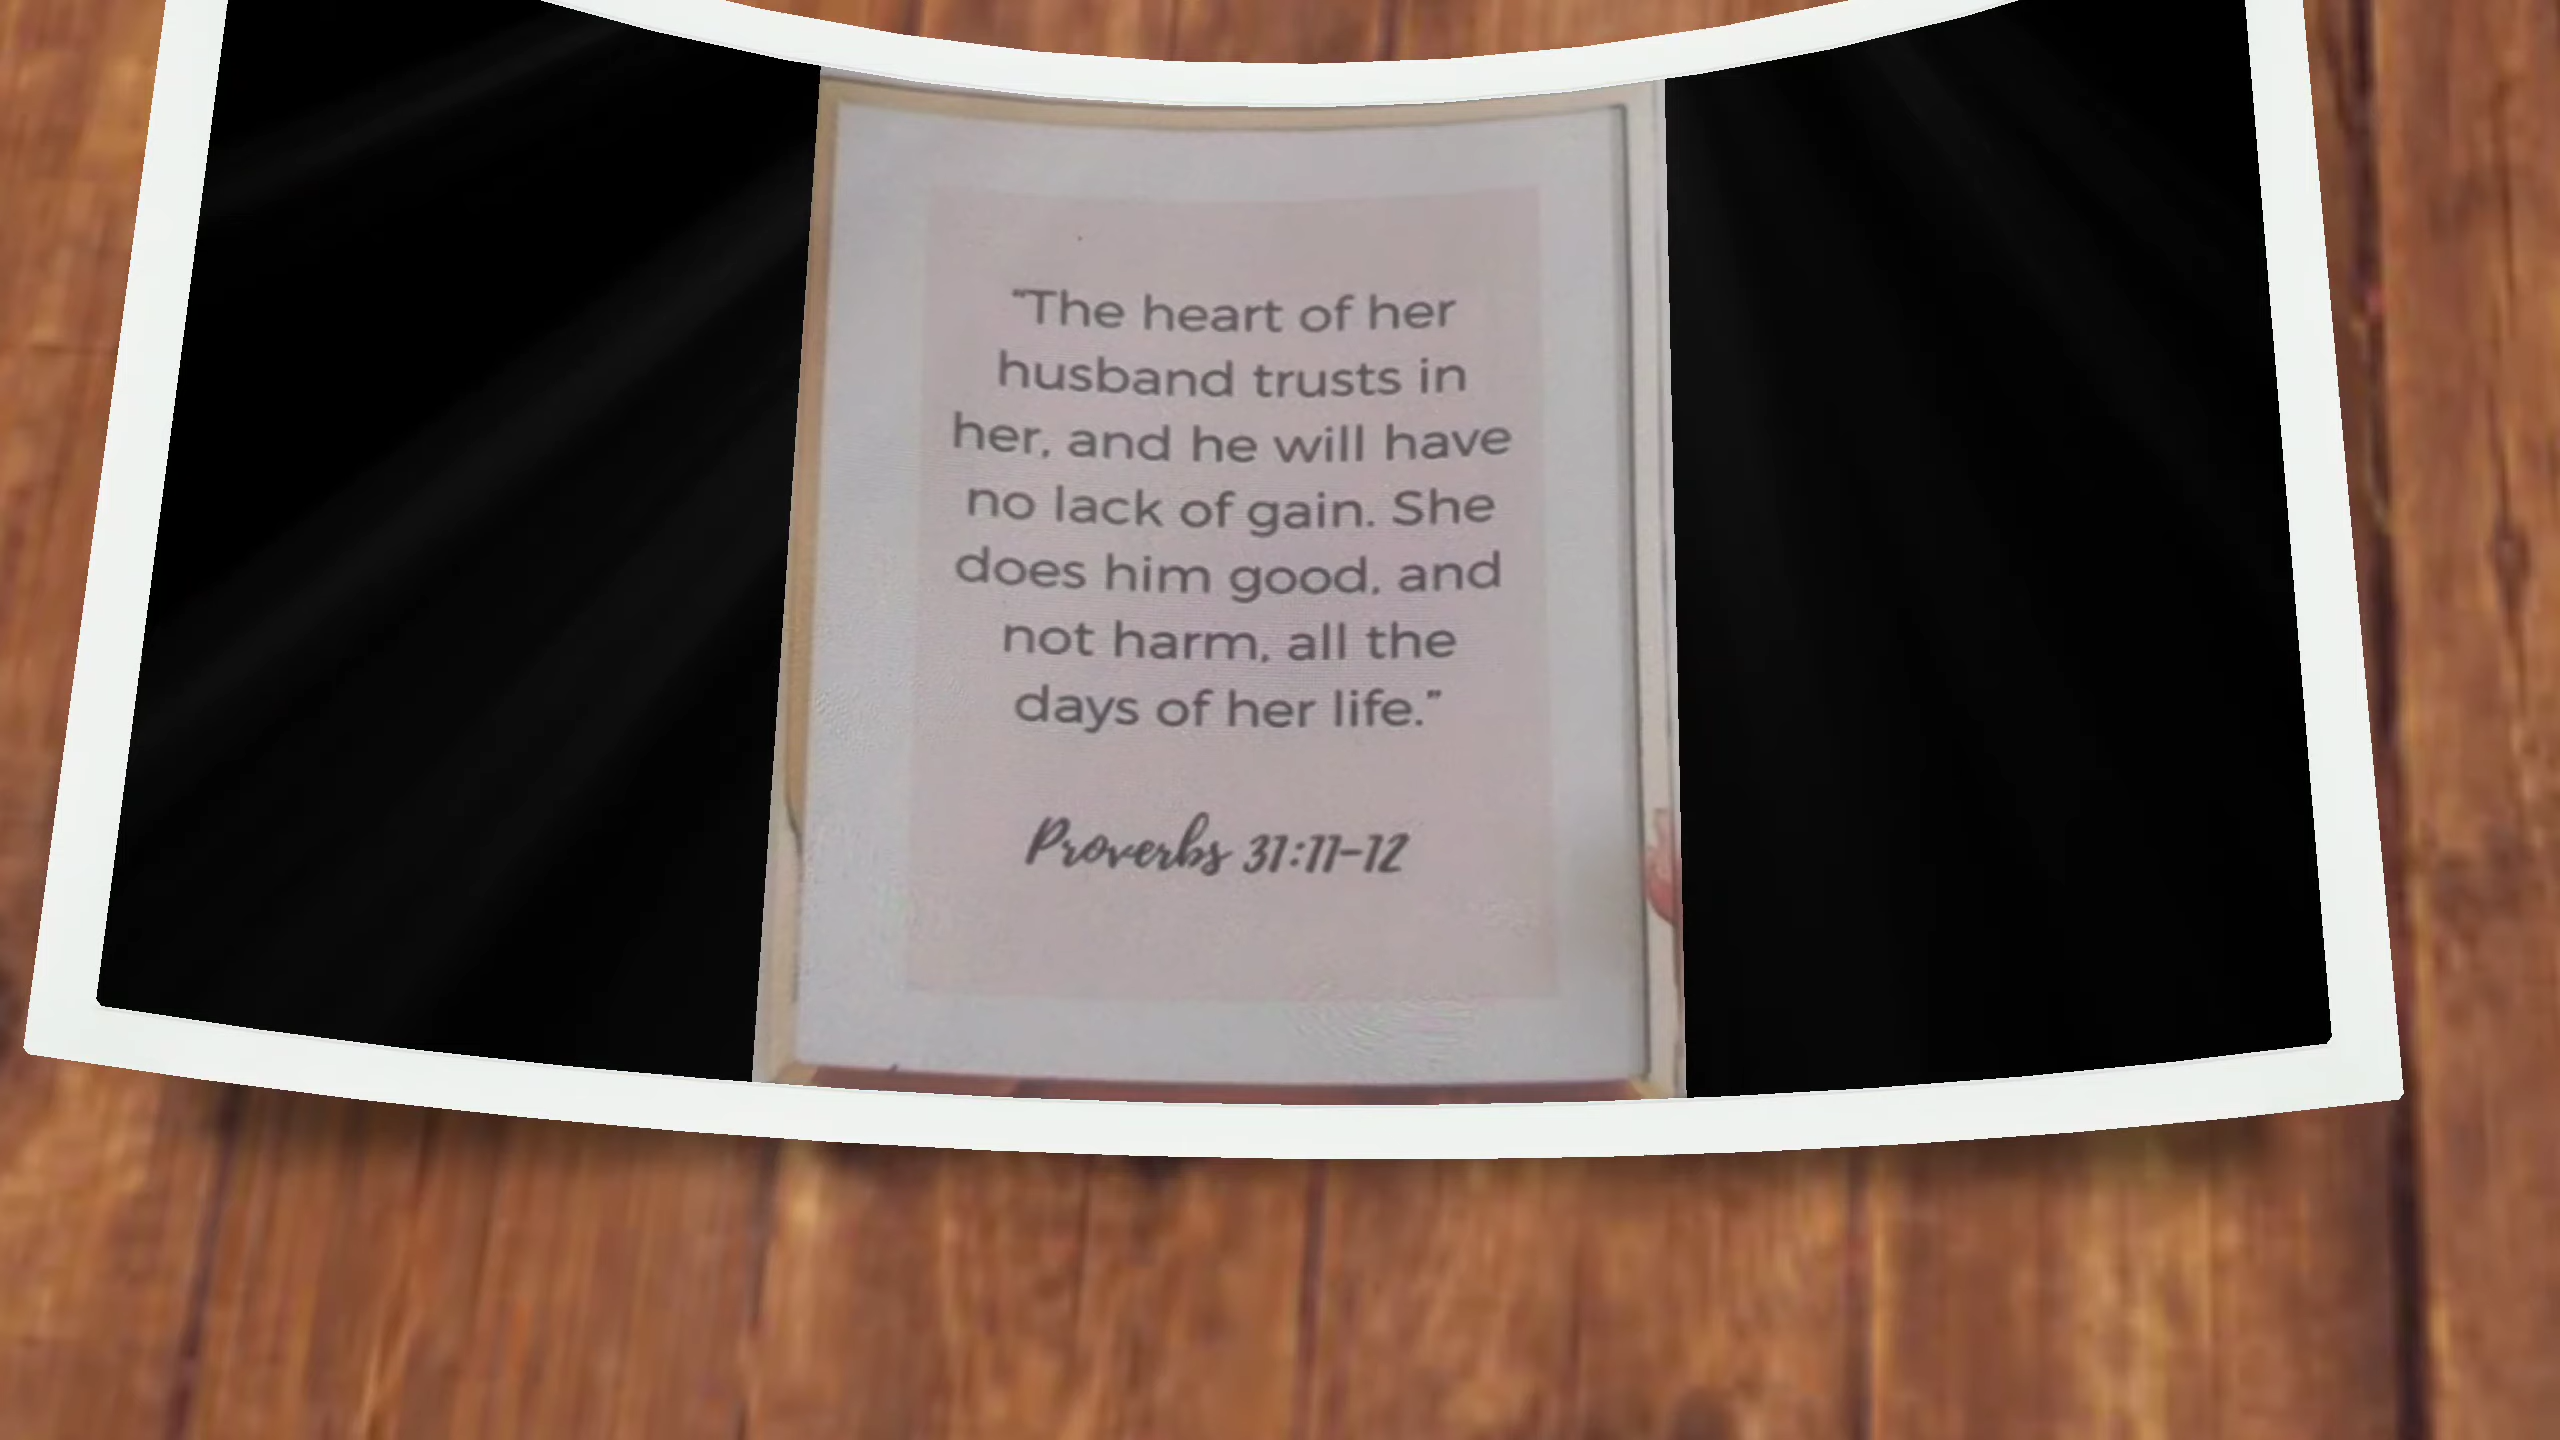 “The heart of her
husband trusts in
her, and he will have
no lack of gain. She
does him good, and
not harm, all the
days of her life.”
Proverbs 31:11-12